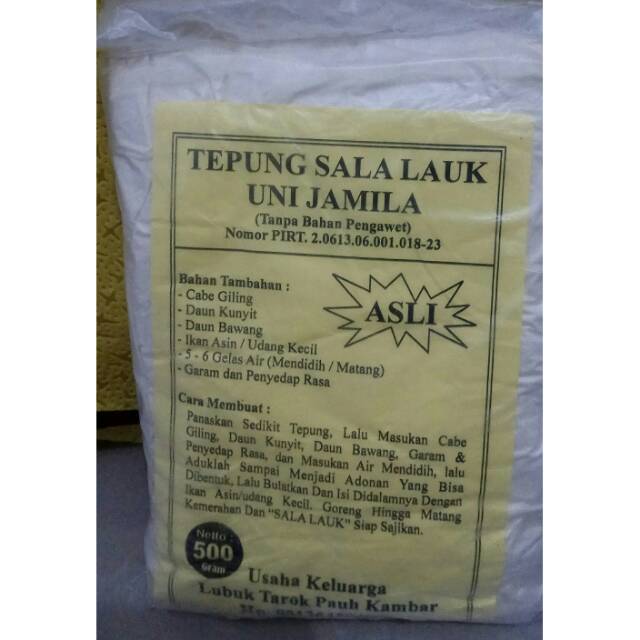 TEPUNG SALA LAUK
UNI JAMILA
(Tanpa Bahan Pengawet)
Nomor PIRT. 2.0613.06.001.018-23
Bahan Tambahan :
- Cabe Giling
- Daun Kunyit
- Daun Bawang
- Ikan Asin / Udang Kecil
- 5 - 6 Gelas Air (Mendidih / Matang)
- Garam dan Penyedap Rasa
ASLI
Cara Membuat :
Panaskan Sedikit Tepung, Lalu Masukan Cabe
Giling, Daun Kunyit, Daun Bawang, Garam &
Penyedap Rasa, dan Masukan Air Mendidih, lalu
Aduklah Sampai Menjadi Adonan Yang Bisa
Dibentuk, Lalu Bulatkan Dan Isi Didalamnya Dengan
Ikan Asin/udang Kecil. Goreng Hingga Matang
Kemerahan Dan "SALA LAUK" Siap Sajikan.
Netto :
500
Gram
Usaha Keluarga
Lubuk Tarok Pauh Kambar